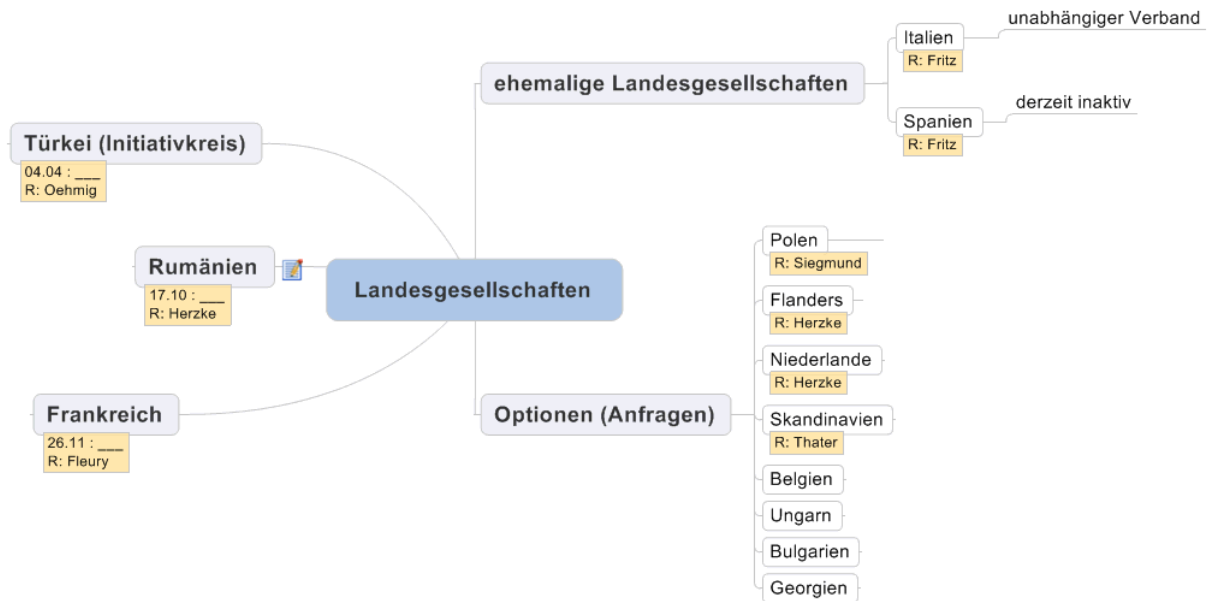 Landesgesellschaften
Türkei (Initiativkreis)
04.04 : ___
R: Oehmig
Rumänien
17.10 : ___
R: Herzke
Frankreich
26.11 : ___
R: Fleury
ehemalige Landesgesellschaften
Italien
R: Fritz
unabhängiger Verband
Spanien
R: Fritz
derzeit inaktiv
Optionen (Anfragen)
Polen
R: Siegmund
Flanders
R: Herzke
Niederlande
R: Herzke
Skandinavien
R: Thater
Belgien
Ungarn
Bulgarien
Georgien